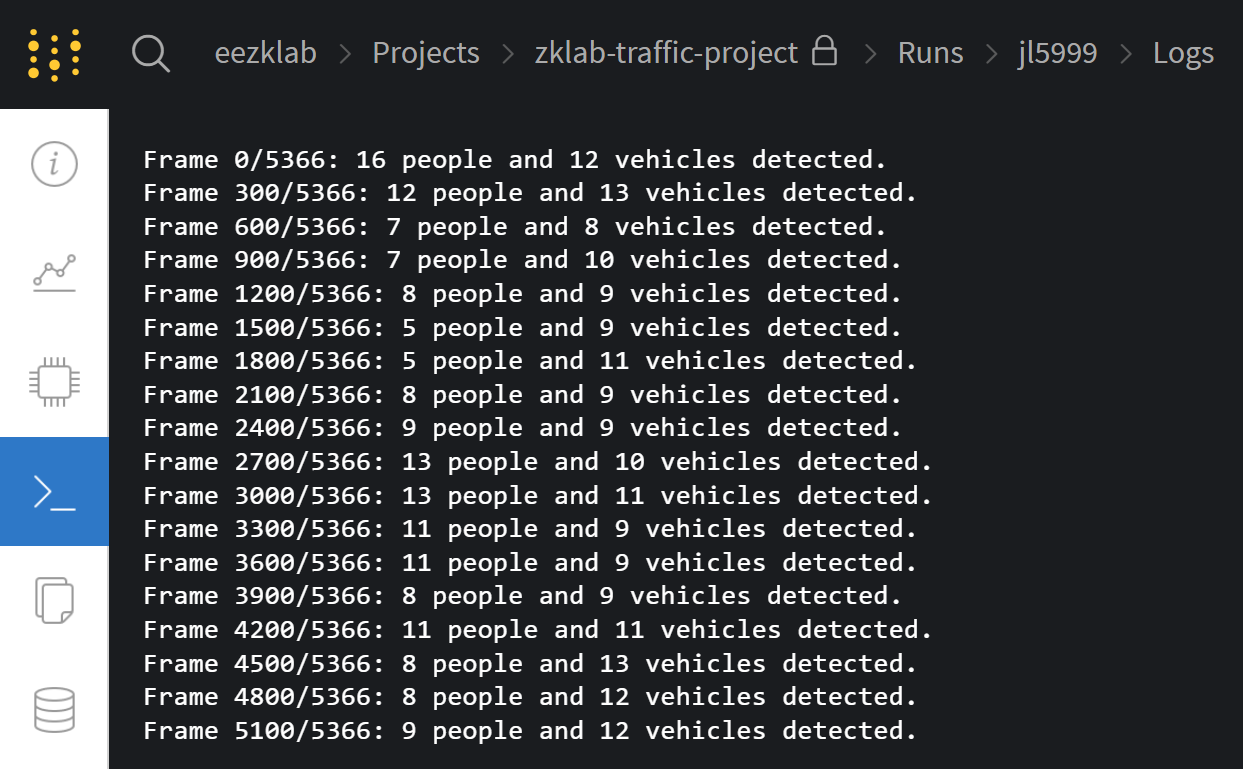 eezklab > Projects > zklab-traffic-project > Runs > jl5999 > Logs
Frame 0/5366: 16 people and 12 vehicles detected.
Frame 300/5366: 12 people and 13 vehicles detected.
Frame 600/5366: 7 people and 8 vehicles detected.
Frame 900/5366: 7 people and 10 vehicles detected.
Frame 1200/5366: 8 people and 9 vehicles detected.
Frame 1500/5366: 5 people and 9 vehicles detected.
Frame 1800/5366: 5 people and 11 vehicles detected.
Frame 2100/5366: 8 people and 9 vehicles detected.
Frame 2400/5366: 9 people and 9 vehicles detected.
Frame 2700/5366: 13 people and 10 vehicles detected.
Frame 3000/5366: 13 people and 11 vehicles detected.
Frame 3300/5366: 11 people and 9 vehicles detected.
Frame 3600/5366: 11 people and 9 vehicles detected.
Frame 3900/5366: 8 people and 9 vehicles detected.
Frame 4200/5366: 11 people and 11 vehicles detected.
Frame 4500/5366: 8 people and 13 vehicles detected.
Frame 4800/5366: 8 people and 12 vehicles detected.
Frame 5100/5366: 9 people and 12 vehicles detected.